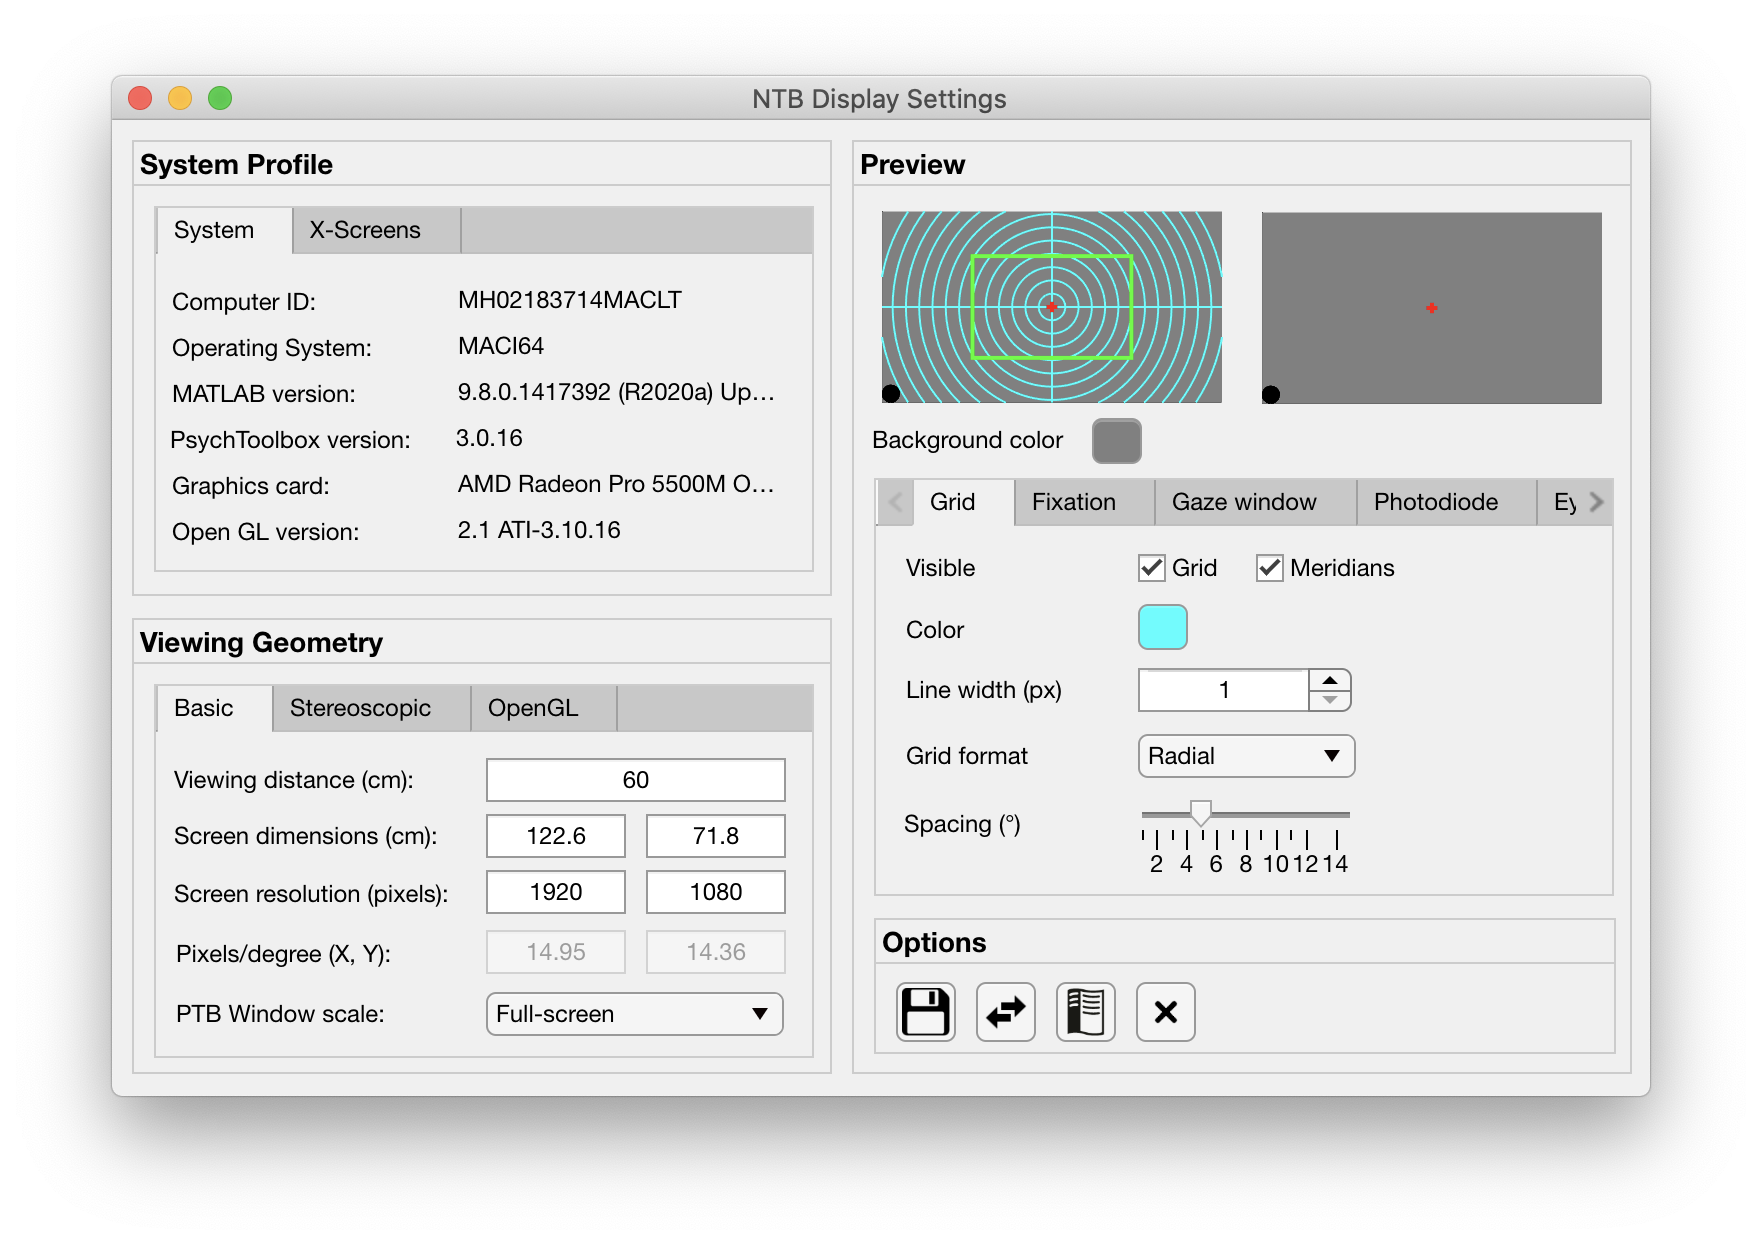 NTB Display Settings
System Profile
System X-Screens
Computer ID: MH02183714MACLT
Operating System: MACI64
MATLAB version: 9.8.0.1417392 (R2020a) Up...
PsychToolbox version: 3.0.16
Graphics card: AMD Radeon Pro 5500M O...
Open GL version: 2.1 ATI-3.10.16
Viewing Geometry
Basic Stereoscopic OpenGL
Viewing distance (cm): 60
Screen dimensions (cm): 122.6 71.8
Screen resolution (pixels): 1920 1080
Pixels/degree (X, Y): 14.95 14.36
PTB Window scale: Full-screen
Preview
Background color
Grid Fixation Gaze window Photodiode Ey
Visible Grid Meridians
Color
Line width (px) 1
Grid format Radial
Spacing (°)
2 4 6 8 10 12 14
Options